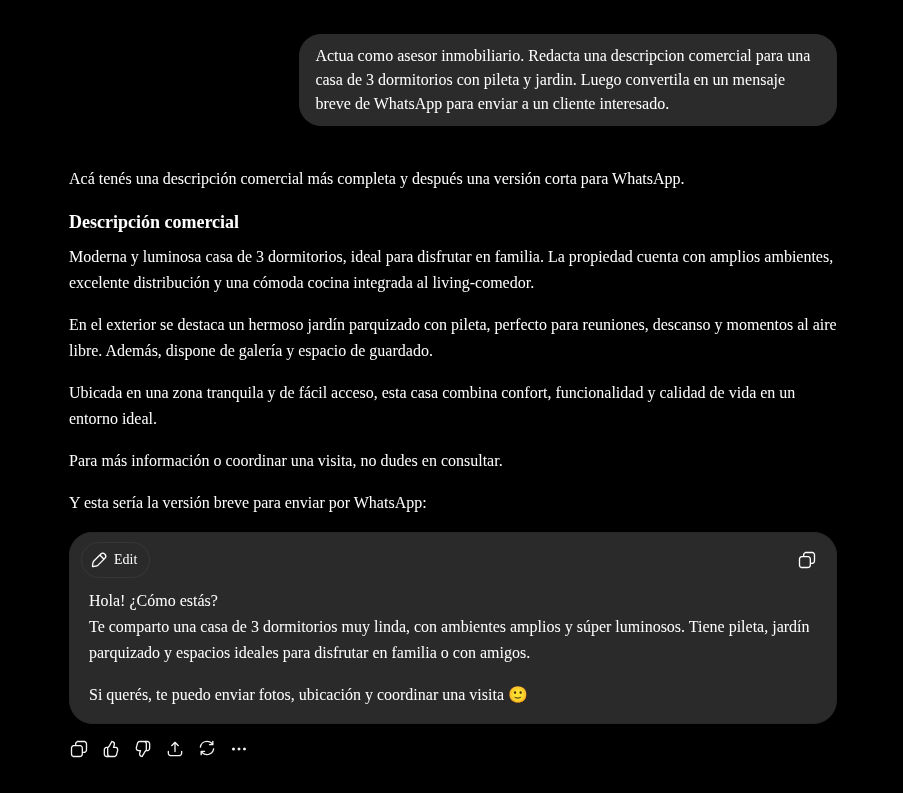 Actua como asesor inmobiliario. Redacta una descripcion comercial para una
casa de 3 dormitorios con pileta y jardin. Luego convertila en un mensaje
breve de WhatsApp para enviar a un cliente interesado.
Acá tenés una descripción comercial más completa y después una versión corta para WhatsApp.
Descripción comercial
Moderna y luminosa casa de 3 dormitorios, ideal para disfrutar en familia. La propiedad cuenta con amplios ambientes,
excelente distribución y una cómoda cocina integrada al living-comedor.
En el exterior se destaca un hermoso jardín parquizado con pileta, perfecto para reuniones, descanso y momentos al aire
libre. Además, dispone de galería y espacio de guardado.
Ubicada en una zona tranquila y de fácil acceso, esta casa combina confort, funcionalidad y calidad de vida en un
entorno ideal.
Para más información o coordinar una visita, no dudes en consultar.
Y esta sería la versión breve para enviar por WhatsApp:
Edit
Hola! ¿Cómo estás?
Te comparto una casa de 3 dormitorios muy linda, con ambientes amplios y súper luminosos. Tiene pileta, jardín
parquizado y espacios ideales para disfrutar en familia o con amigos.
Si querés, te puedo enviar fotos, ubicación y coordinar una visita 🙂